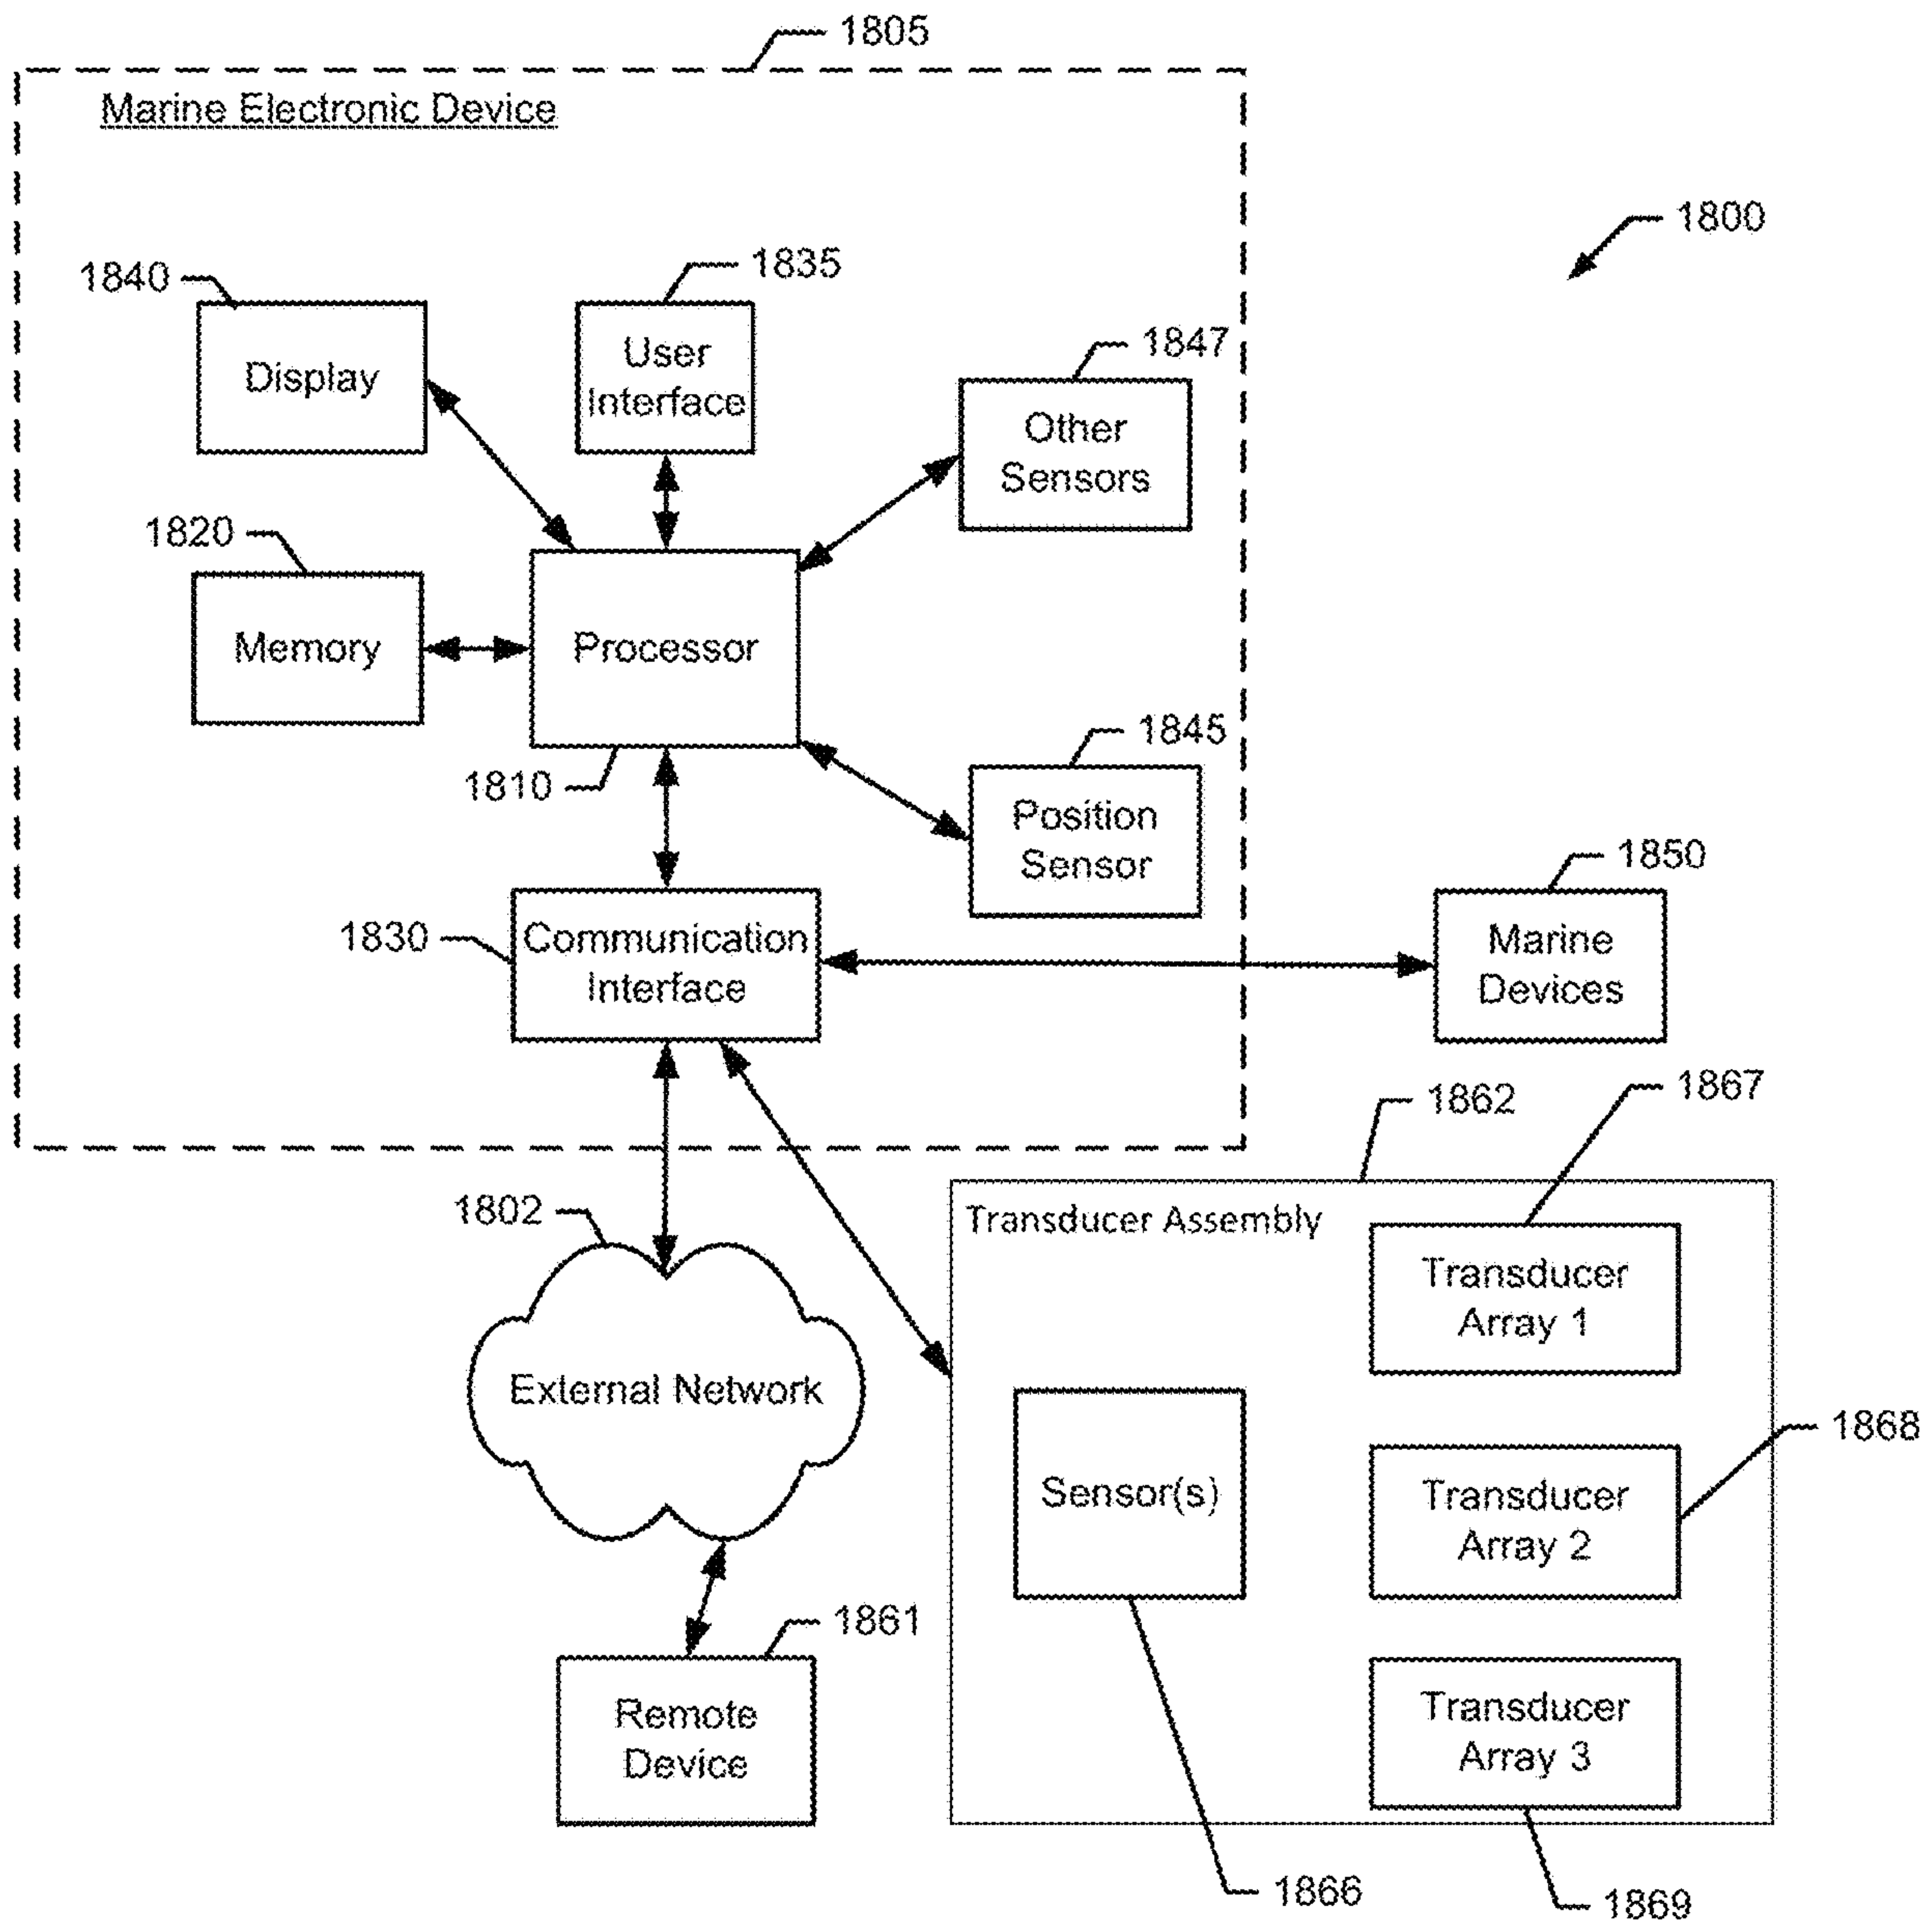 1805
Marine Electronic Device
1800
1840
1835
Display
User
Interface
1847
Other
Sensors
1820
Memory
Processor
1810
1845
Position
Sensor
1830
Communication
Interface
1850
Marine
Devices
1802
External Network
1861
Remote
Device
1862
Transducer Assembly
1867
Transducer
Array 1
1868
Transducer
Array 2
Sensor(s)
1866
Transducer
Array 3
1869